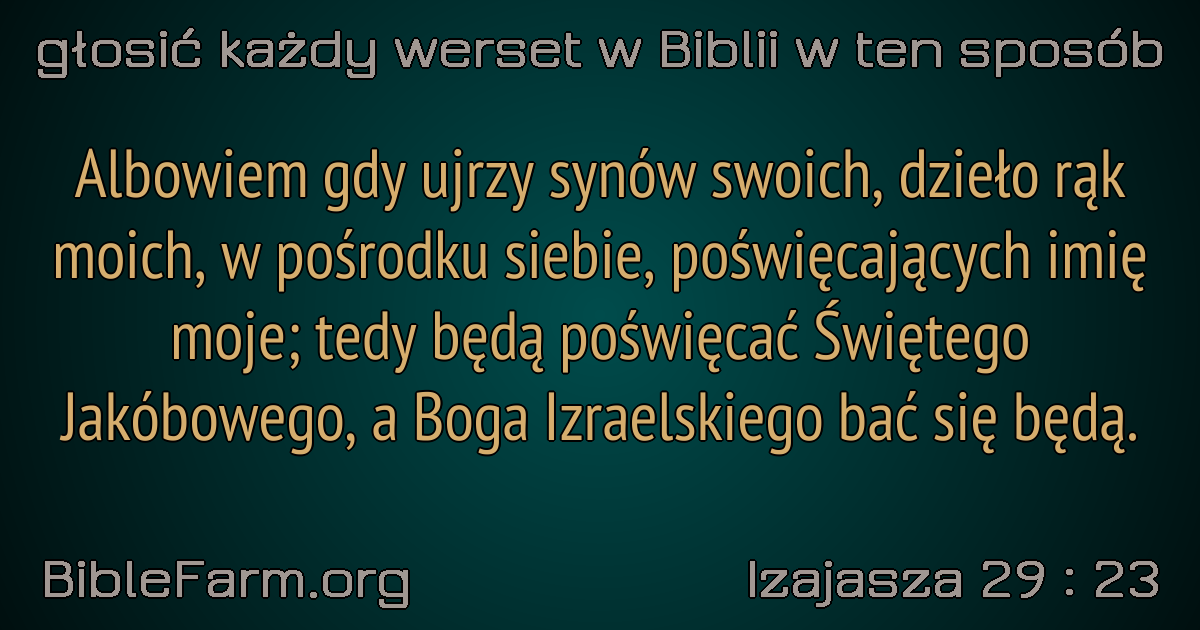 głosić każdy werset w Biblii w ten sposób
Albowiem gdy ujrzy synów swoich, dzieło rąk
moich, w pośrodku siebie, poświęcających imię
moje; tedy będą poświęcać Świętego
Jakóbowego, a Boga Izraelskiego bać się będą.
BibleFarm.org
Izajasza 29 : 23